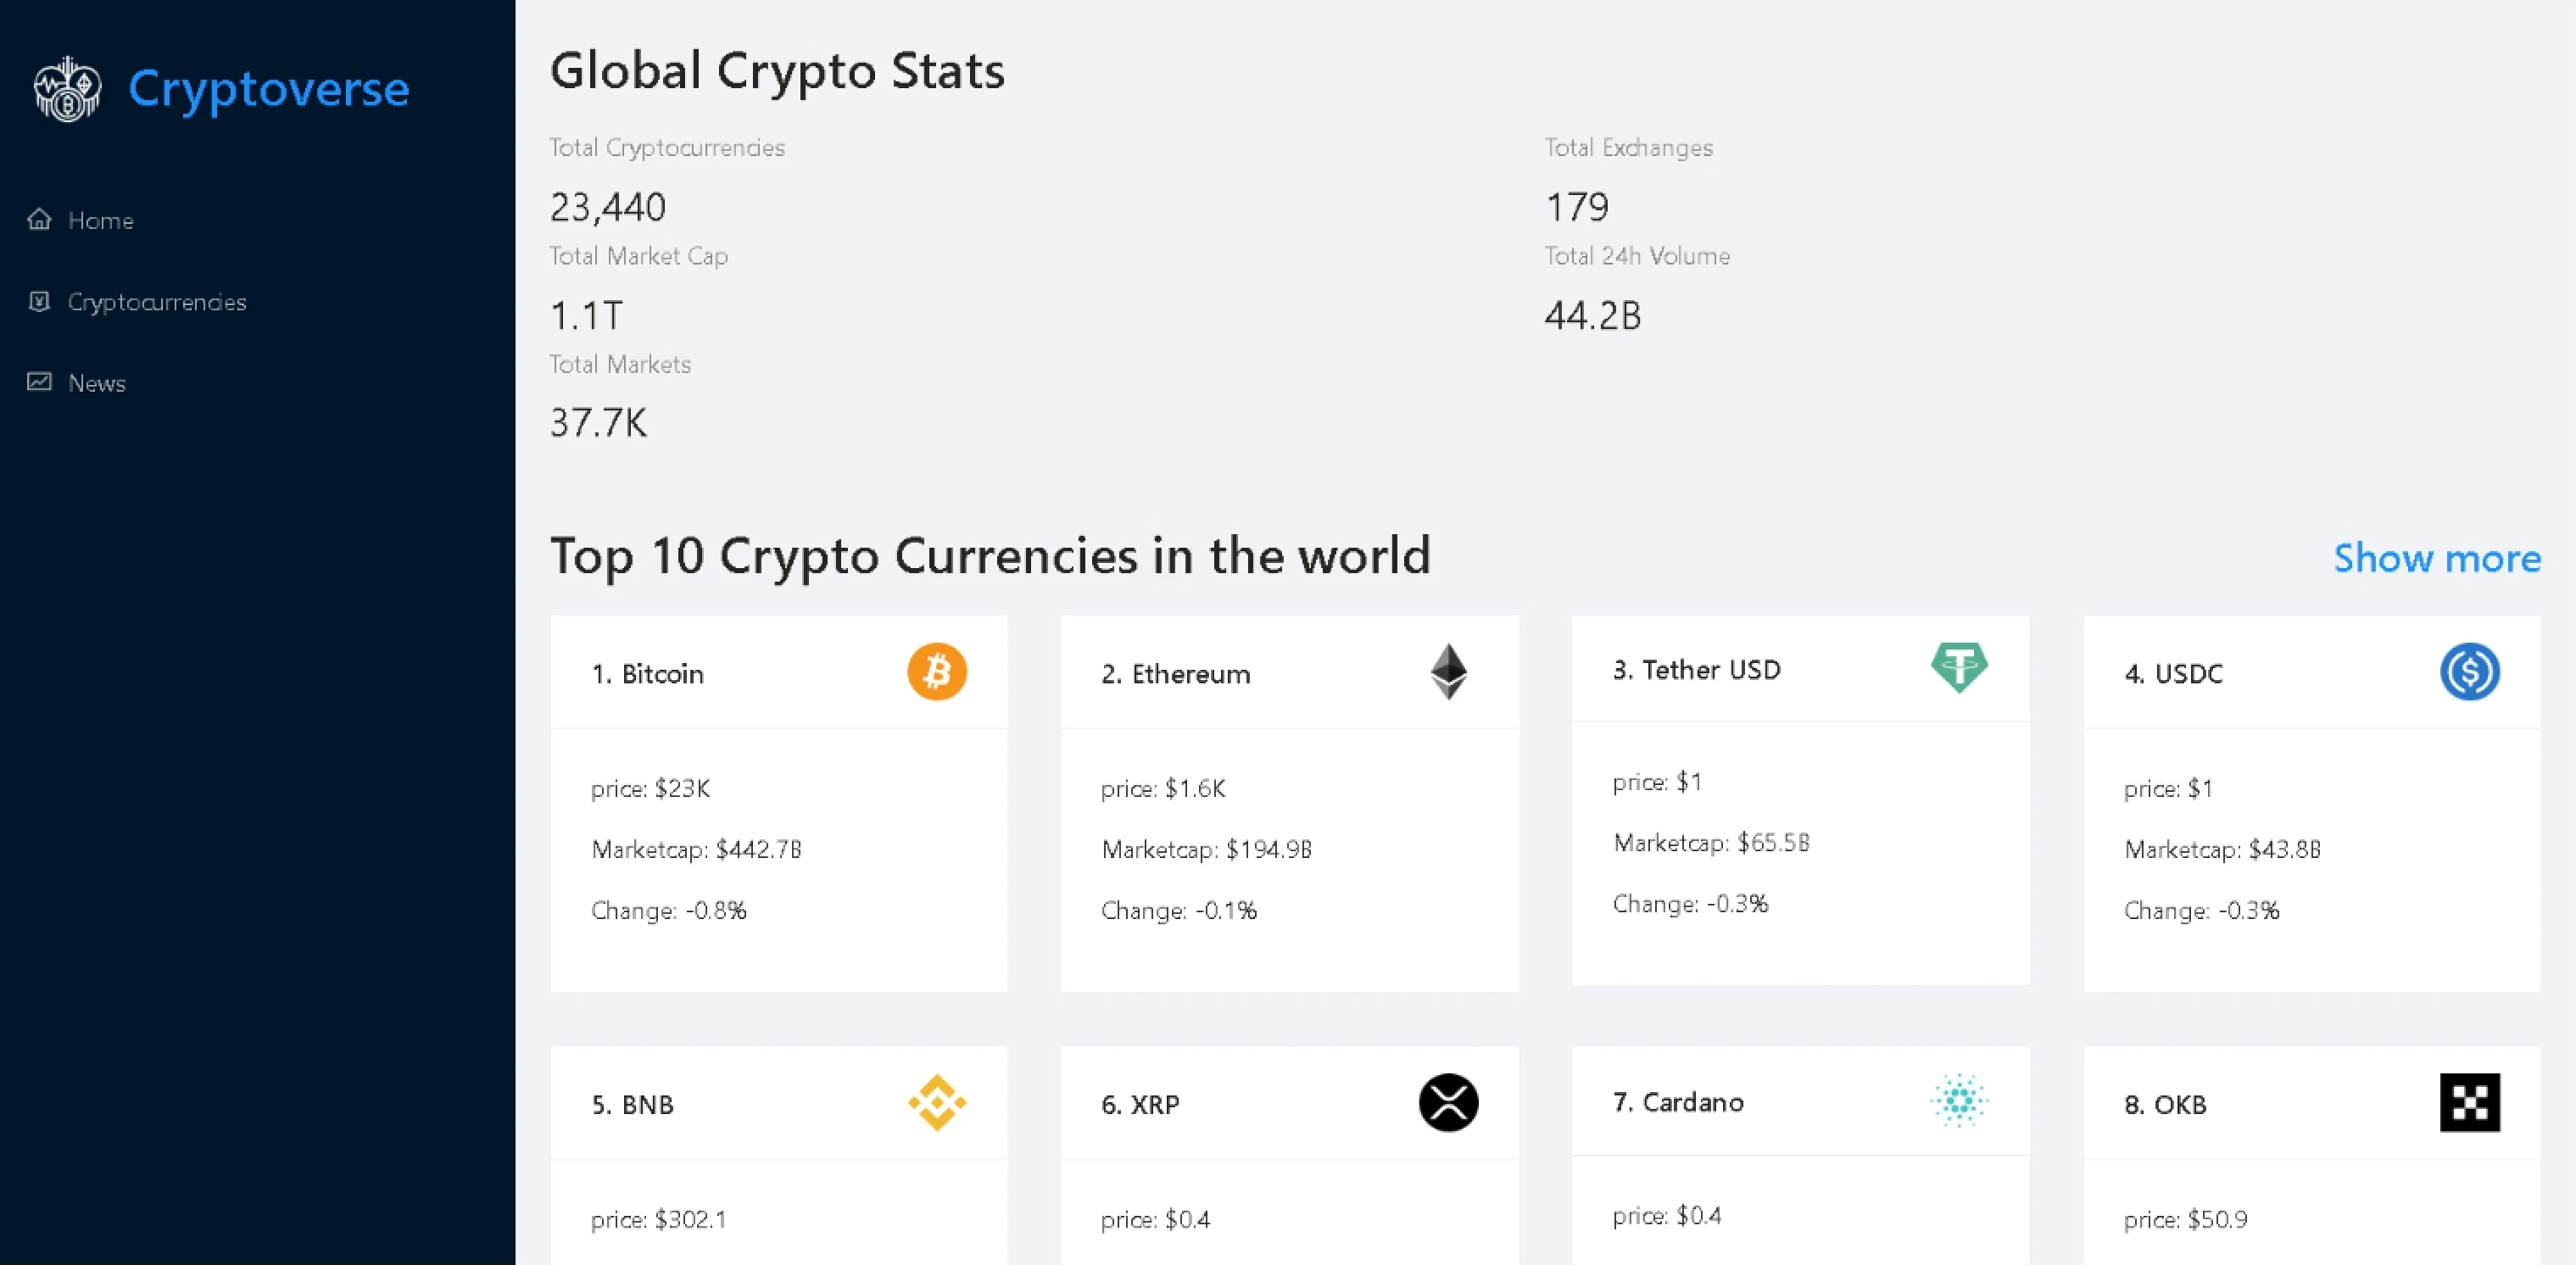 Cryptoverse
Home
Cryptocurrencies
News
Global Crypto Stats
Total Cryptocurrencies
23,440
Total Exchanges
179
Total Market Cap
1.1T
Total 24h Volume
44.2B
Total Markets
37.7K
Top 10 Crypto Currencies in the world
Show more
1. Bitcoin
price: $23K
Marketcap: $442.7B
Change: -0.8%
2. Ethereum
price: $1.6K
Marketcap: $194.9B
Change: -0.1%
3. Tether USD
price: $1
Marketcap: $65.5B
Change: -0.3%
4. USDC
price: $1
Marketcap: $43.8B
Change: -0.3%
5. BNB
price: $302.1
6. XRP
price: $0.4
7. Cardano
price: $0.4
8. OKB
price: $50.9